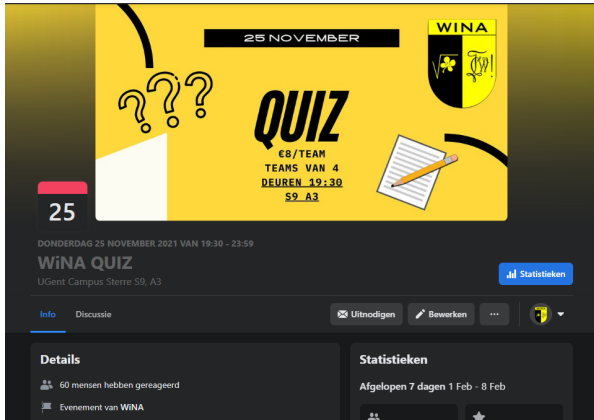 25 NOVEMBER
WINA
QUIZ
€8/TEAM
TEAMS VAN 4
DEUREN 19:30
S9 A3
25
DONDERDAG 25 NOVEMBER 2021 VAN 19:30 - 23:59
WiNA QUIZ
UGent Campus Sterre S9, A3
Statistieken
Info Discussie Uitnodigen Bewerken ...
Details
60 mensen hebben gereageerd
Evenement van WiNA
Statistieken
Afgelopen 7 dagen 1 Feb - 8 Feb